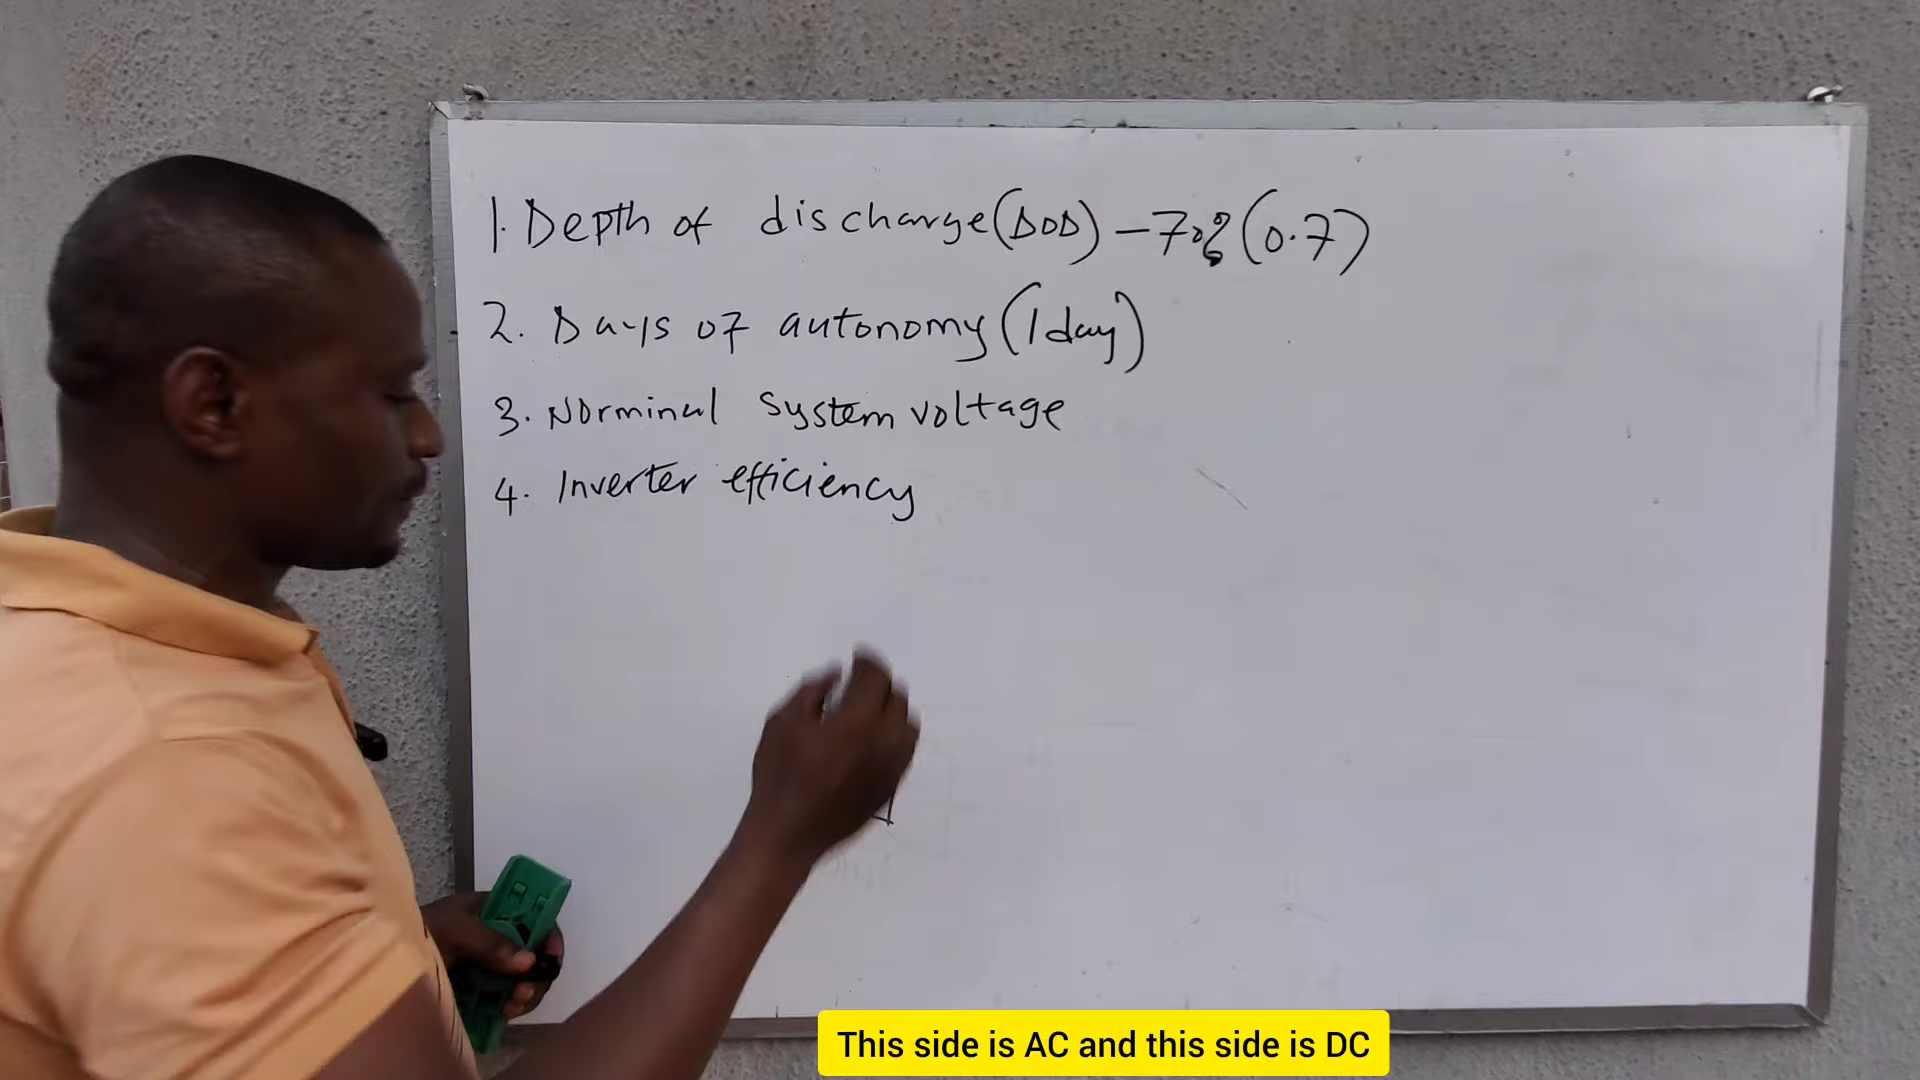 1. Depth of discharge (DOD) - 70% (0.7)
2. Days of autonomy (1 day)
3. Norminal system voltage
4. Inverter efficiency
This side is AC and this side is DC